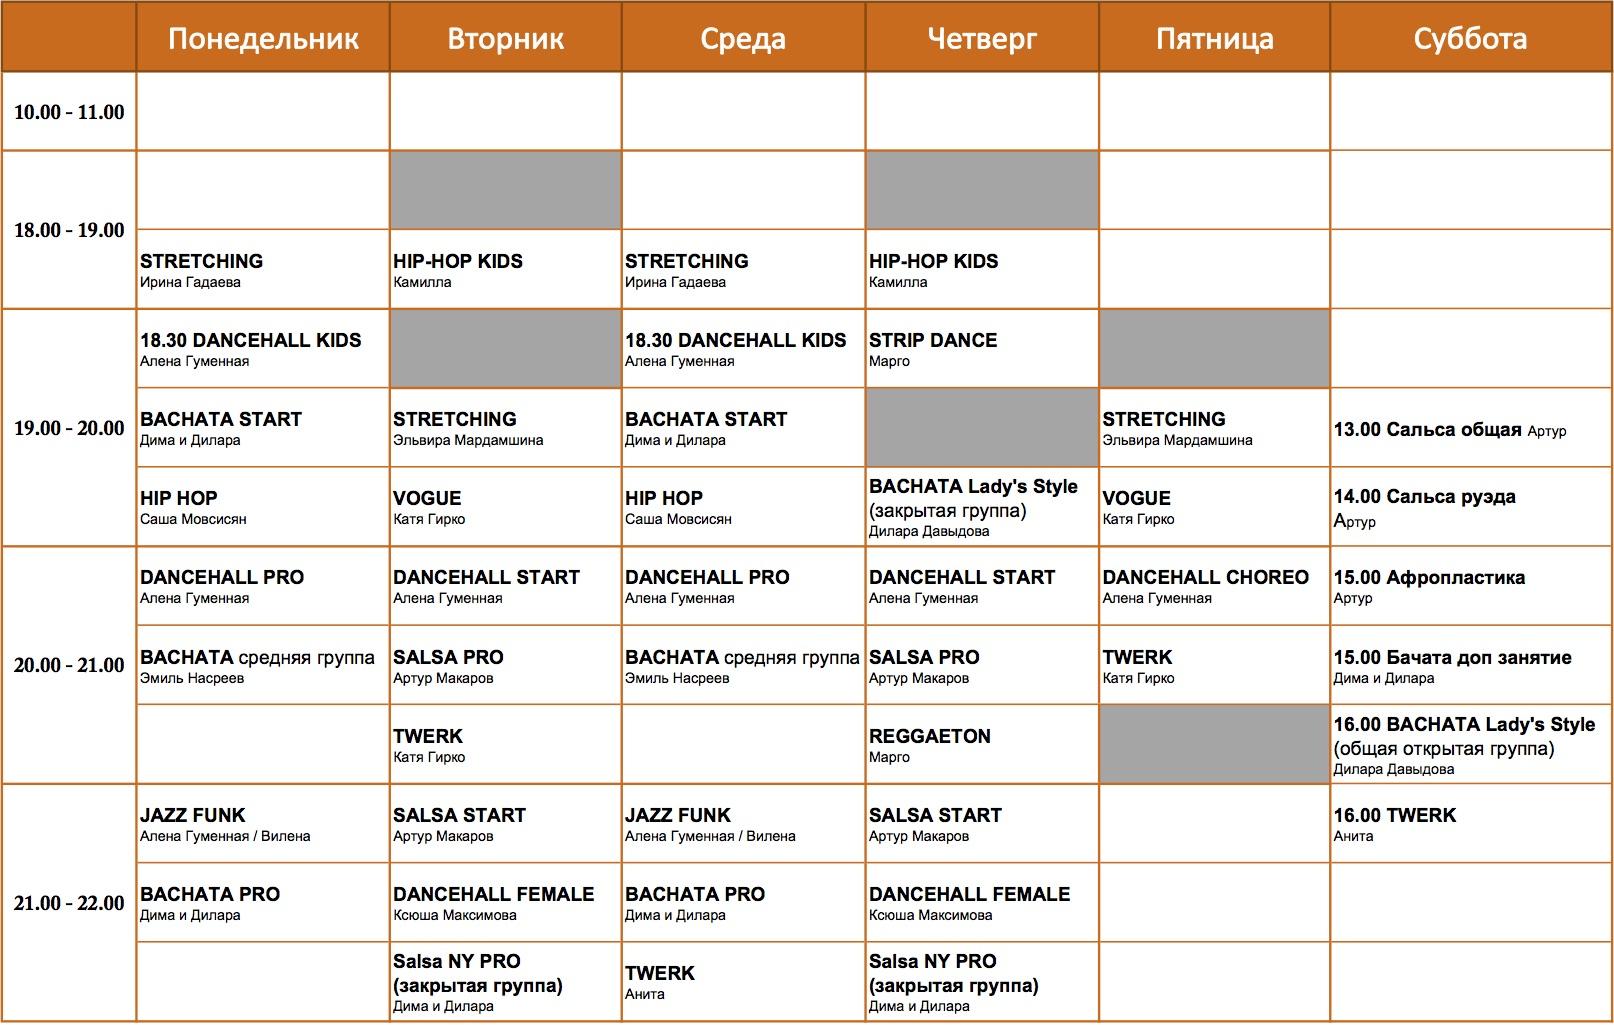 Понедельник Вторник Среда Четверг Пятница Суббота
10.00 - 11.00
18.00 - 19.00
STRETCHING HIP-HOP KIDS STRETCHING HIP-HOP KIDS
Ирина Гадаева Камилла Ирина Гадаева Камилла
19.00 - 20.00
18.30 DANCEHALL KIDS 18.30 DANCEHALL KIDS STRIP DANCE
Алена Гуменная Алена Гуменная Марго
BACHATA START STRETCHING BACHATA START STRETCHING 13.00 Сальса общая Артур
Дима и Дилара Эльвира Мардамшина Дима и Дилара Эльвира Мардамшина
HIP HOP VOGUE HIP HOP BACHATA Lady's Style VOGUE 14.00 Сальса руэда
(закрытая группа)
Саша Мовсисян Катя Гирко Саша Мовсисян Дилара Давыдова Катя Гирко Артур
20.00 - 21.00
DANCEHALL PRO DANCEHALL START DANCEHALL PRO DANCEHALL START DANCEHALL CHOREO 15.00 Афропластика
Алена Гуменная Алена Гуменная Алена Гуменная Алена Гуменная Алена Гуменная Артур
BACHATA средняя группа SALSA PRO BACHATA средняя группа SALSA PRO TWERK 15.00 Бачата доп занятие
Эмиль Насреев Артур Макаров Эмиль Насреев Артур Макаров Катя Гирко Дима и Дилара
TWERK REGGAETON 16.00 BACHATA Lady's Style
(общая открытая группа)
Катя Гирко Марго Дилара Давыдова
21.00 - 22.00
JAZZ FUNK SALSA START JAZZ FUNK SALSA START 16.00 TWERK
Алена Гуменная / Вилена Артур Макаров Алена Гуменная / Вилена Артур Макаров Анита
BACHATA PRO DANCEHALL FEMALE BACHATA PRO DANCEHALL FEMALE
Дима и Дилара Ксюша Максимова Дима и Дилара Ксюша Максимова
Salsa NY PRO TWERK Salsa NY PRO
(закрытая группа) (закрытая группа)
Дима и Дилара Анита Дима и Дилара